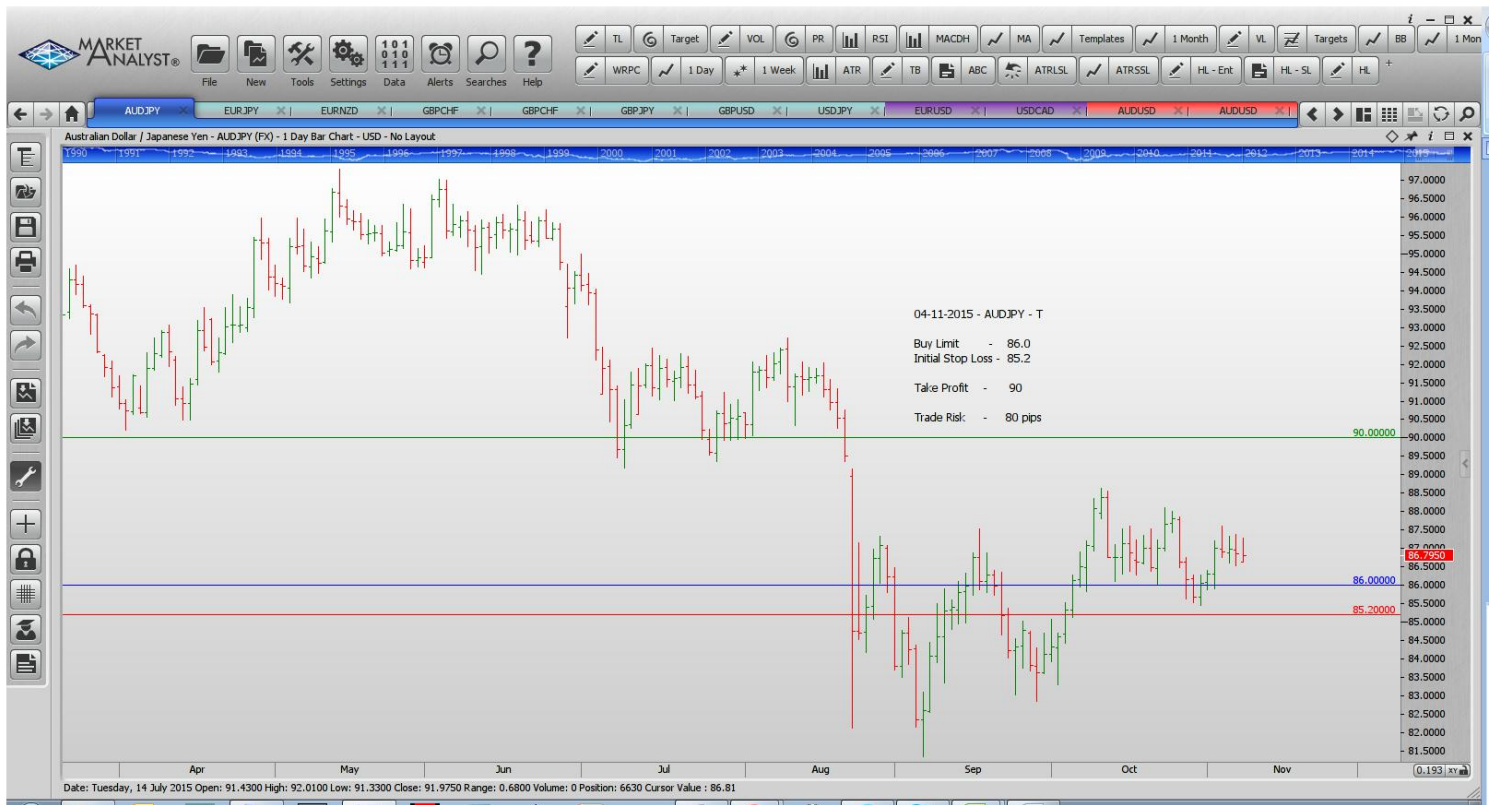 MARKET
ANALYST®
File
New
Tools
Settings
101
010
111
Data
Alerts
Searches
?
Help
TL
Target
VOL
PR
RSI
MACDH
MA
Templates
1 Month
VL
Targets
BB
1 Mon
WRPC
1 Day
1 Week
ATR
TB
ABC
ATRLSL
ATRSSL
HL - Ent
HL - SL
HL
AUDJPY
EURJPY
EURNZD
GBPCHF
GBPCHF
GBPJPY
GBPUSD
USDJPY
EURUSD
USDCAD
AUDUSD
AUDUSD
Australian Dollar / Japanese Yen - AUDJPY (FX) - 1 Day Bar Chart - USD - No Layout
1990 1991 1992 1993 1994 1995 1996 1997 1998 1999 2000 2001 2002 2003 2004 2005 2006 2007 2008 2009 2010 2011 2012 2013 2014 2015
97.0000
96.5000
96.0000
95.5000
95.0000
94.5000
94.0000
93.5000
93.0000
92.5000
92.0000
91.5000
91.0000
90.5000
90.0000
89.5000
89.0000
88.5000
88.0000
87.5000
87.0000
86.7950
86.5000
86.0000
85.5000
85.0000
84.5000
84.0000
83.5000
83.0000
82.5000
82.0000
81.5000
04-11-2015 - AUDJPY - T
Buy Limit - 86.0
Initial Stop Loss - 85.2
Take Profit - 90
Trade Risk - 80 pips
90.00000
86.00000
85.20000
Apr May Jun Jul Aug Sep Oct Nov
0.193 XY
Date: Tuesday, 14 July 2015 Open: 91.4300 High: 92.0100 Low: 91.3300 Close: 91.9750 Range: 0.6800 Volume: 0 Position: 6630 Cursor Value : 86.81